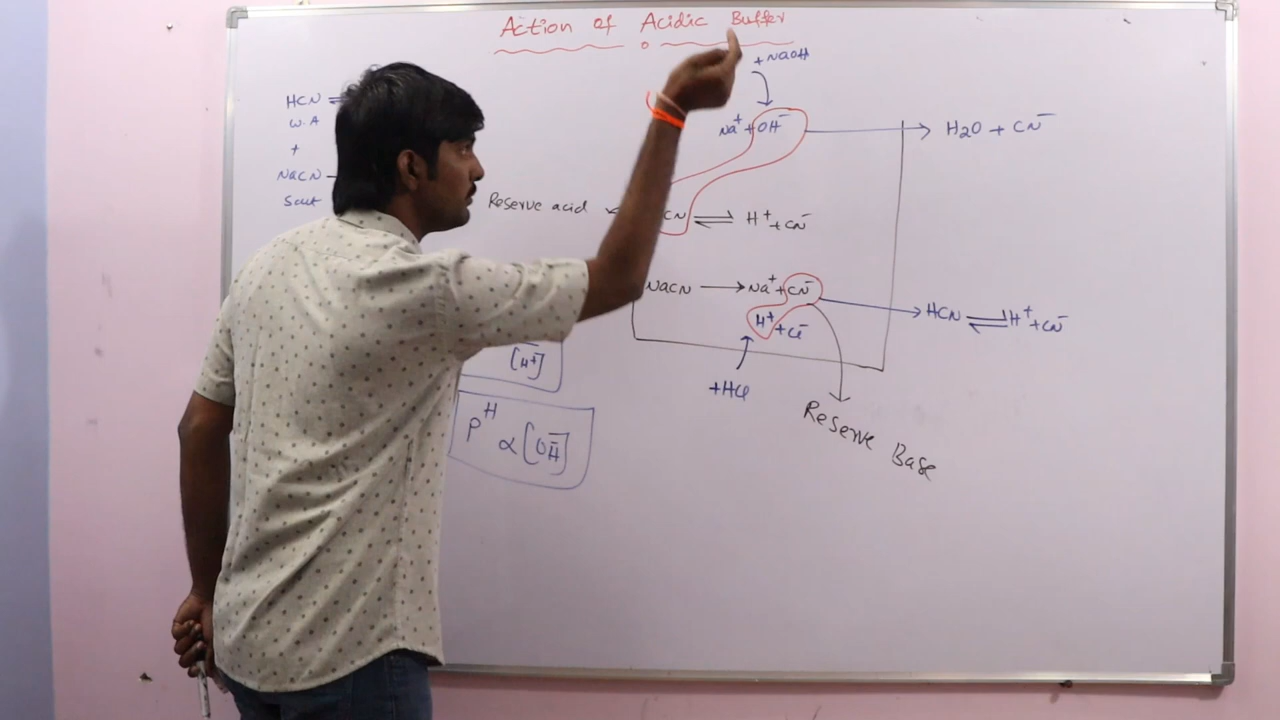 Action of Acidic Buffer
+ NaOH
HCN ⇌
W.A
+
NaCN
Salt
Na⁺ + OH⁻ → H2O + CN⁻
Reserve acid ← CN ⇌ H⁺ + CN⁻
NaCN → Na⁺ + CN⁻ → HCN ⇌ H⁺ + CN⁻
H⁺ + Cl⁻
+HCl
Reserve Base
[H⁺]
Pᴴ ∝ [OH⁻]